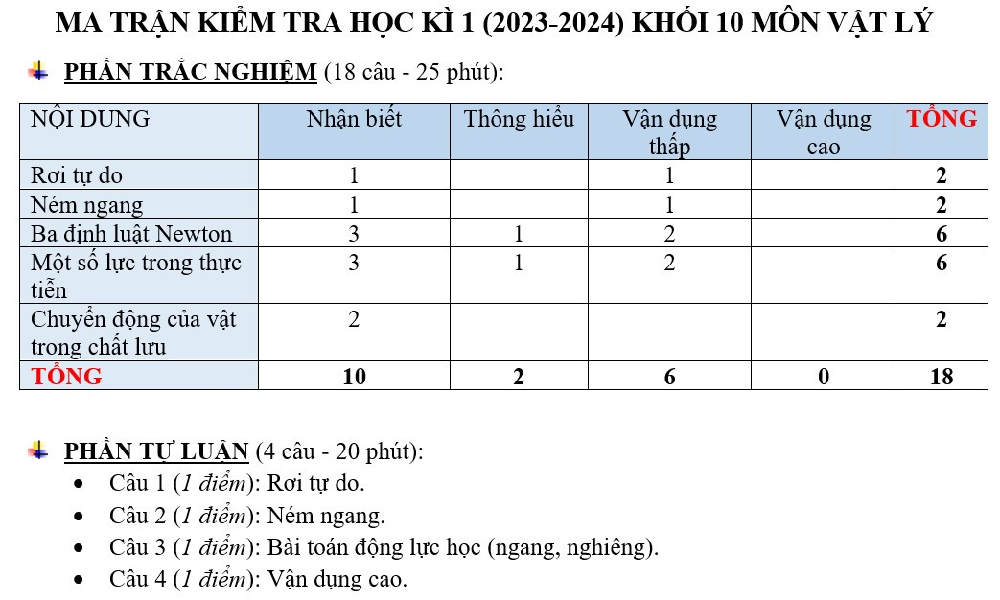 MA TRẬN KIỂM TRA HỌC KÌ 1 (2023-2024) KHỐI 10 MÔN VẬT LÝ
PHẦN TRẮC NGHIỆM (18 câu - 25 phút):
NỘI DUNG Nhận biết Thông hiểu Vận dụng thấp Vận dụng cao TỔNG
Rơi tự do 1 1 2
Ném ngang 1 1 2
Ba định luật Newton 3 1 2 6
Một số lực trong thực tiễn 3 1 2 6
Chuyển động của vật trong chất lưu 2 2
TỔNG 10 2 6 0 18
PHẦN TỰ LUẬN (4 câu - 20 phút):
• Câu 1 (1 điểm): Rơi tự do.
• Câu 2 (1 điểm): Ném ngang.
• Câu 3 (1 điểm): Bài toán động lực học (ngang, nghiêng).
• Câu 4 (1 điểm): Vận dụng cao.